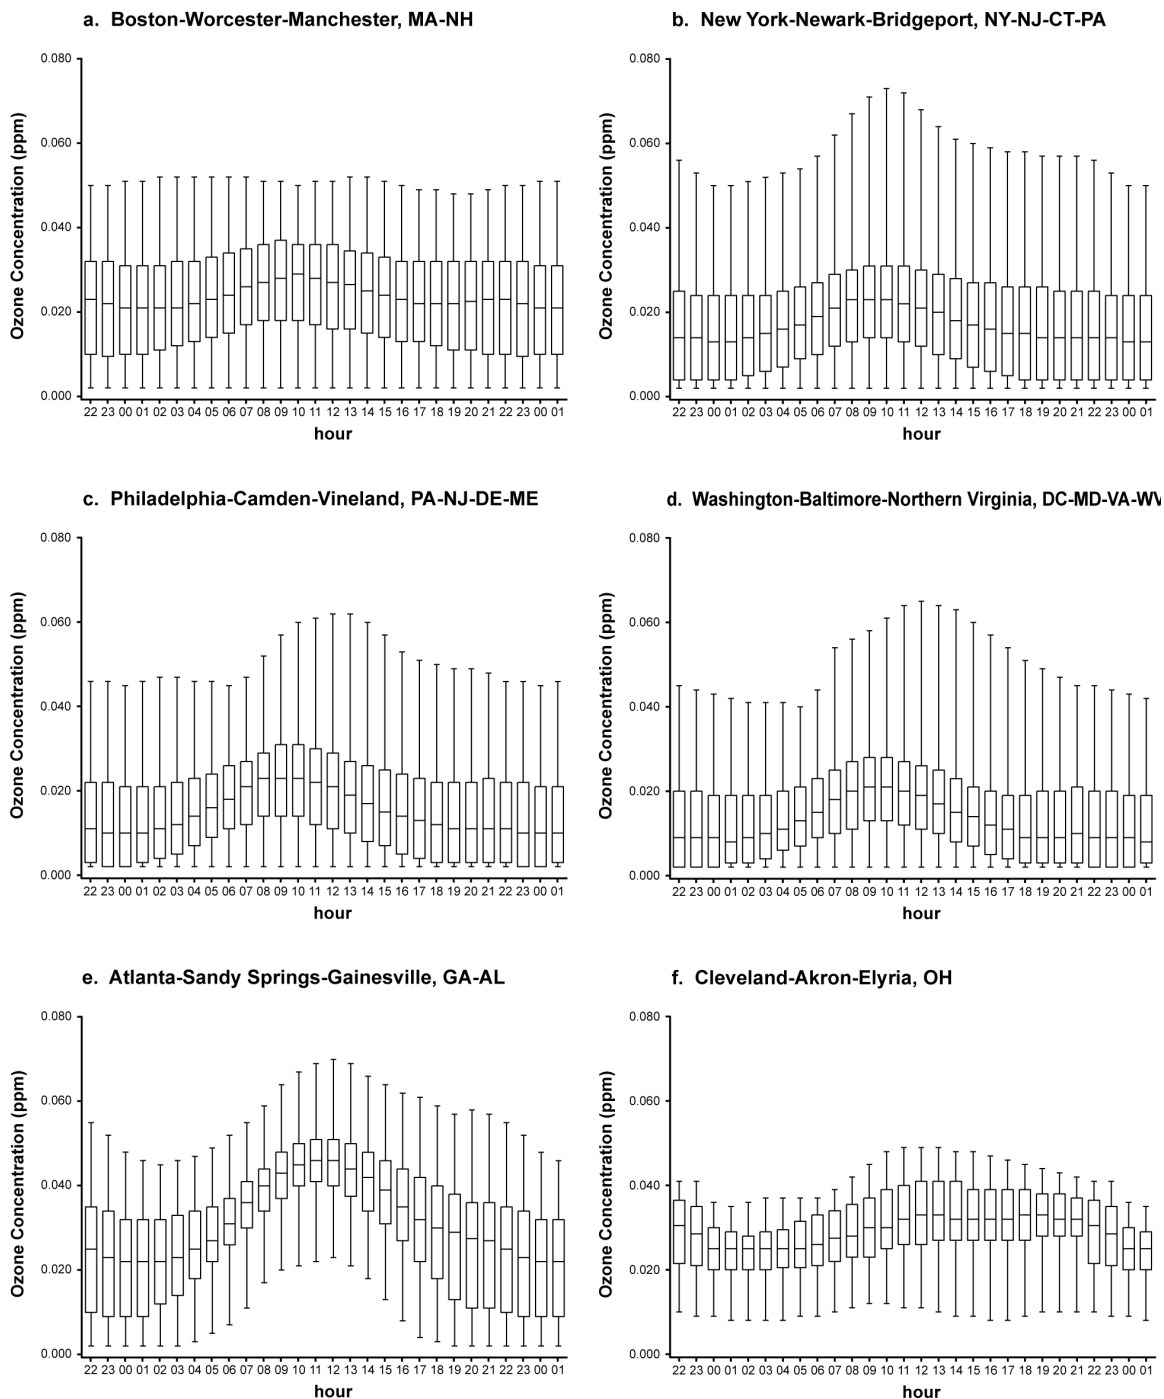 a. Boston-Worcester-Manchester, MA-NH
Ozone Concentration (ppm)
0.080
0.060
0.040
0.020
0.000
22 23 00 01 02 03 04 05 06 07 08 09 10 11 12 13 14 15 16 17 18 19 20 21 22 23 00 01
hour
b. New York-Newark-Bridgeport, NY-NJ-CT-PA
Ozone Concentration (ppm)
0.080
0.060
0.040
0.020
0.000
22 23 00 01 02 03 04 05 06 07 08 09 10 11 12 13 14 15 16 17 18 19 20 21 22 23 00 01
hour
c. Philadelphia-Camden-Vineland, PA-NJ-DE-ME
Ozone Concentration (ppm)
0.080
0.060
0.040
0.020
0.000
22 23 00 01 02 03 04 05 06 07 08 09 10 11 12 13 14 15 16 17 18 19 20 21 22 23 00 01
hour
d. Washington-Baltimore-Northern Virginia, DC-MD-VA-WV
Ozone Concentration (ppm)
0.080
0.060
0.040
0.020
0.000
22 23 00 01 02 03 04 05 06 07 08 09 10 11 12 13 14 15 16 17 18 19 20 21 22 23 00 01
hour
e. Atlanta-Sandy Springs-Gainesville, GA-AL
Ozone Concentration (ppm)
0.080
0.060
0.040
0.020
0.000
22 23 00 01 02 03 04 05 06 07 08 09 10 11 12 13 14 15 16 17 18 19 20 21 22 23 00 01
hour
f. Cleveland-Akron-Elyria, OH
Ozone Concentration (ppm)
0.080
0.060
0.040
0.020
0.000
22 23 00 01 02 03 04 05 06 07 08 09 10 11 12 13 14 15 16 17 18 19 20 21 22 23 00 01
hour